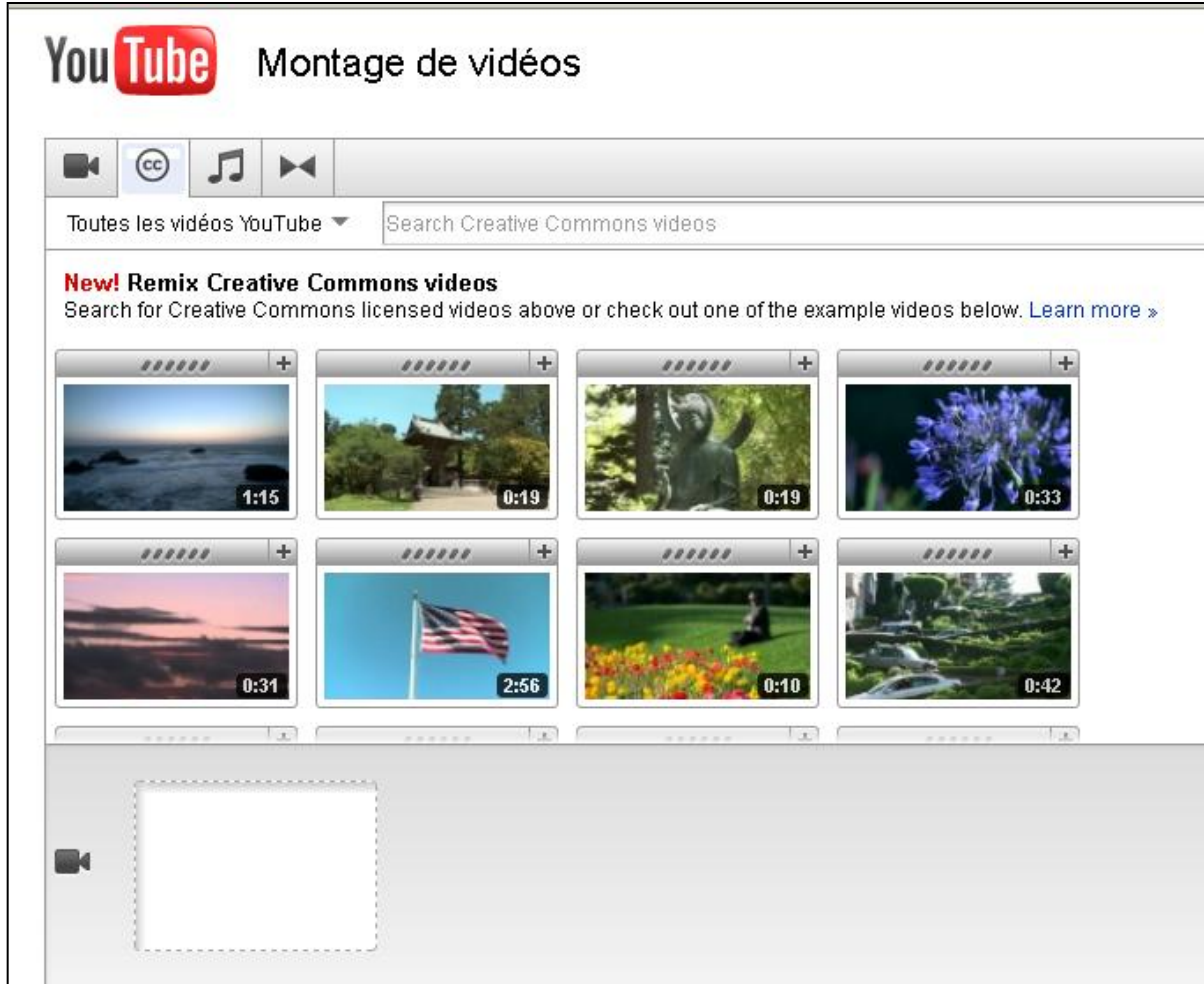 YouTube Montage de vidéos
cc
Toutes les vidéos YouTube Search Creative Commons videos
New! Remix Creative Commons videos
Search for Creative Commons licensed videos above or check out one of the example videos below. Learn more »
1:15 0:19 0:19 0:33
0:31 2:56 0:10 0:42